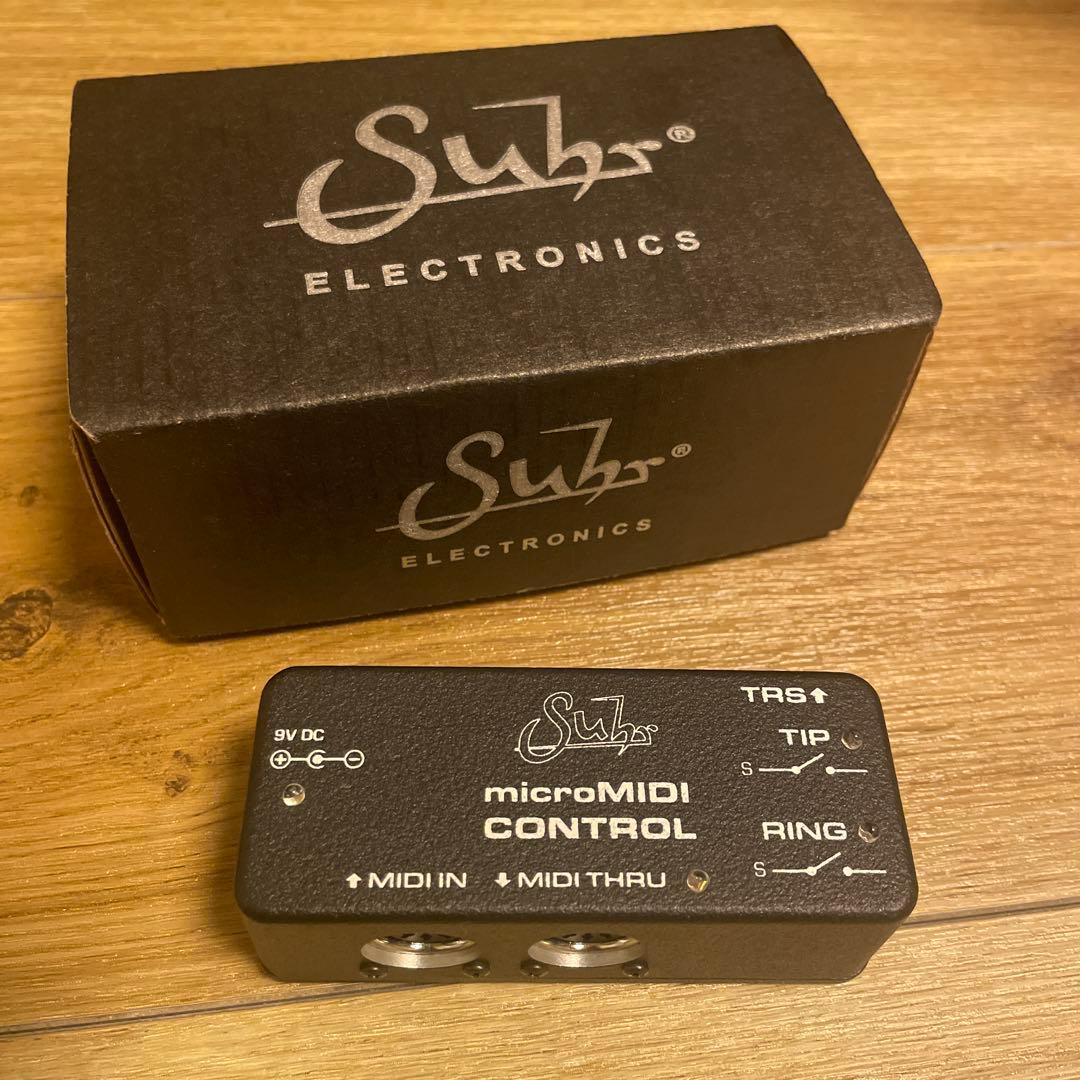 Suhr®
ELECTRONICS
Suhr®
ELECTRONICS
Suhr
microMIDI
CONTROL
9V DC
TRS↑
TIP
S
RING
S
↑ MIDI IN ↓ MIDI THRU